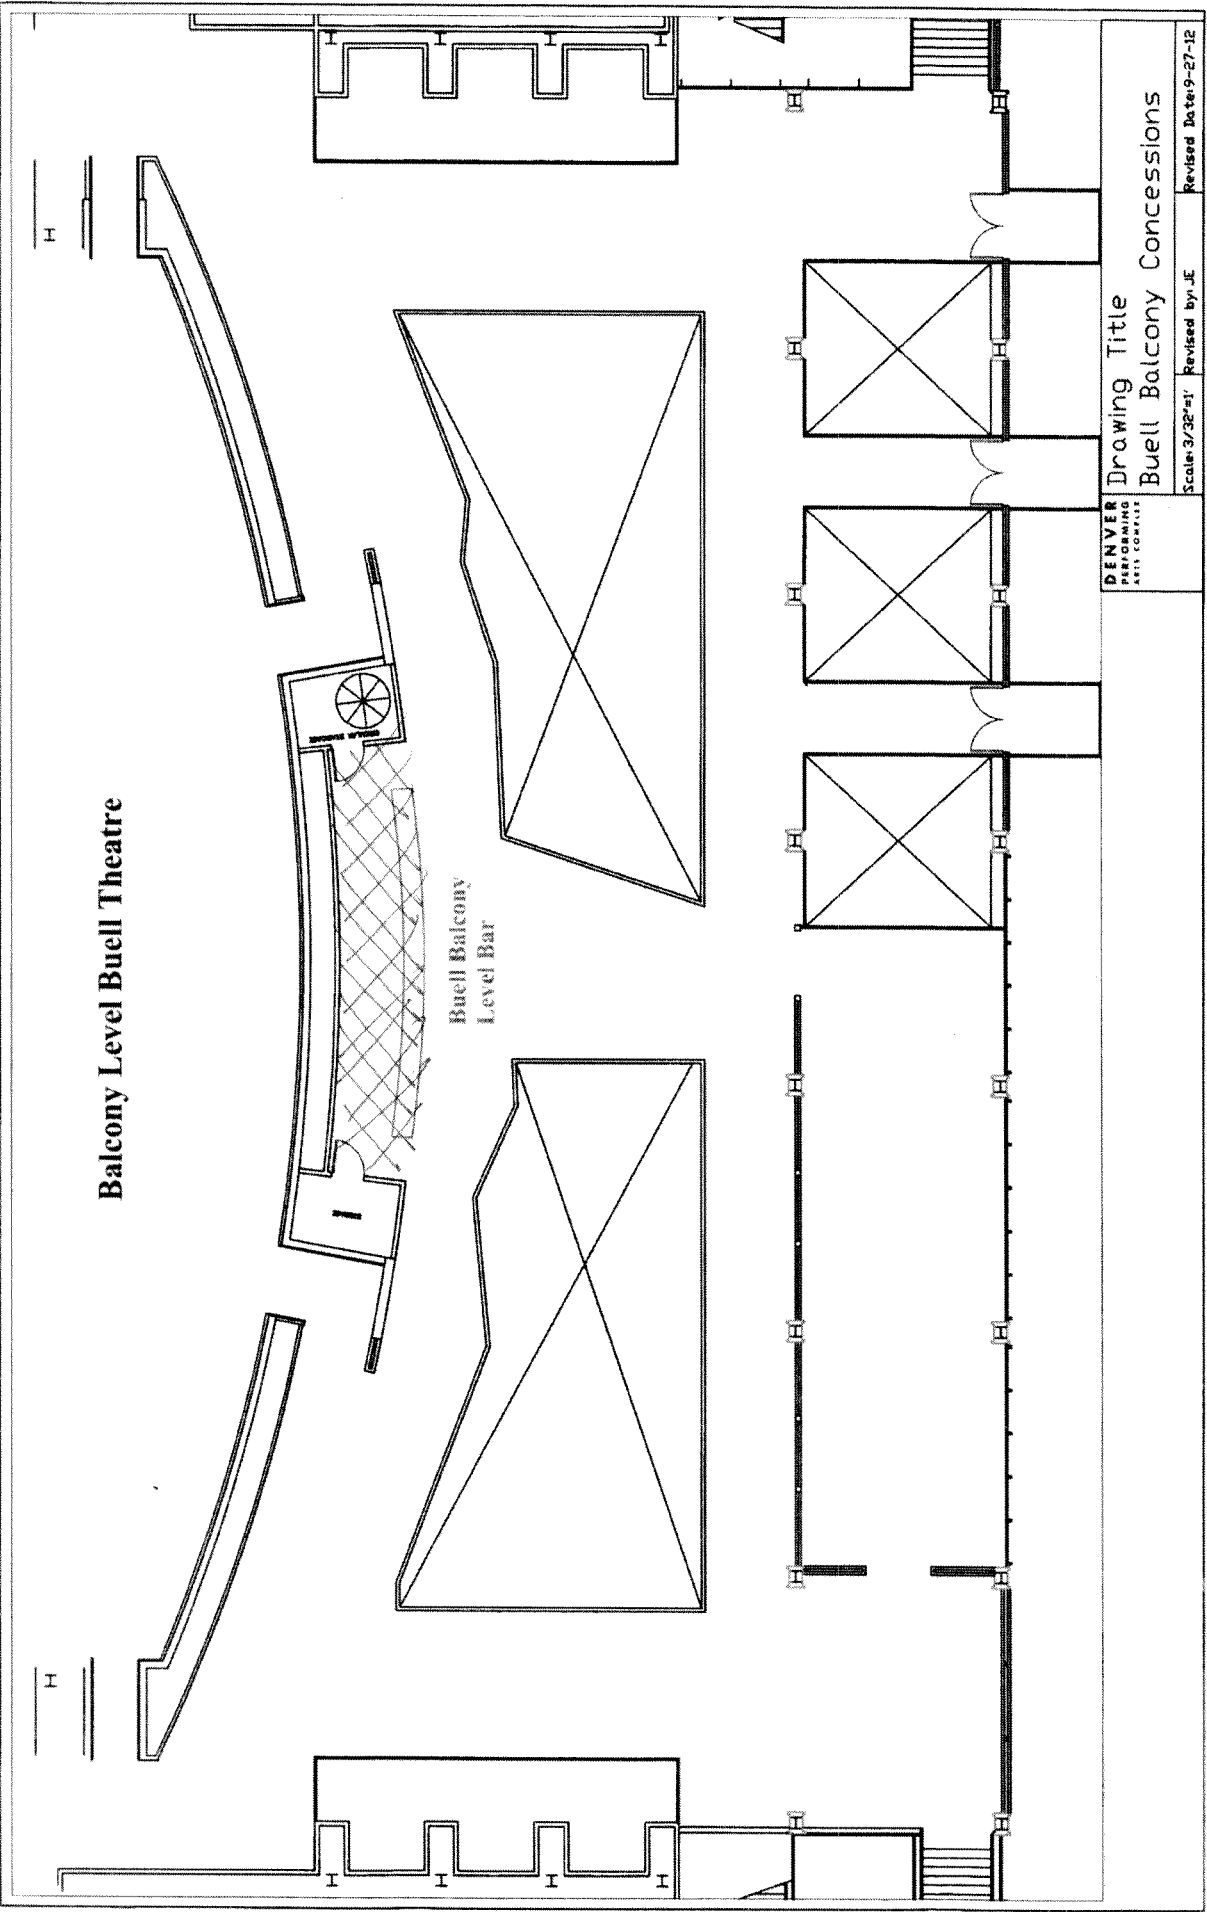 Balcony Level Buell Theatre
Buell Balcony
Level Bar
STORAGE
DENVER
PERFORMING
ARTS COMPLEX
Drawing Title
Buell Balcony Concessions
Scale: 3/32"=1'
Revised by: JE
Revised Date: 9-27-12